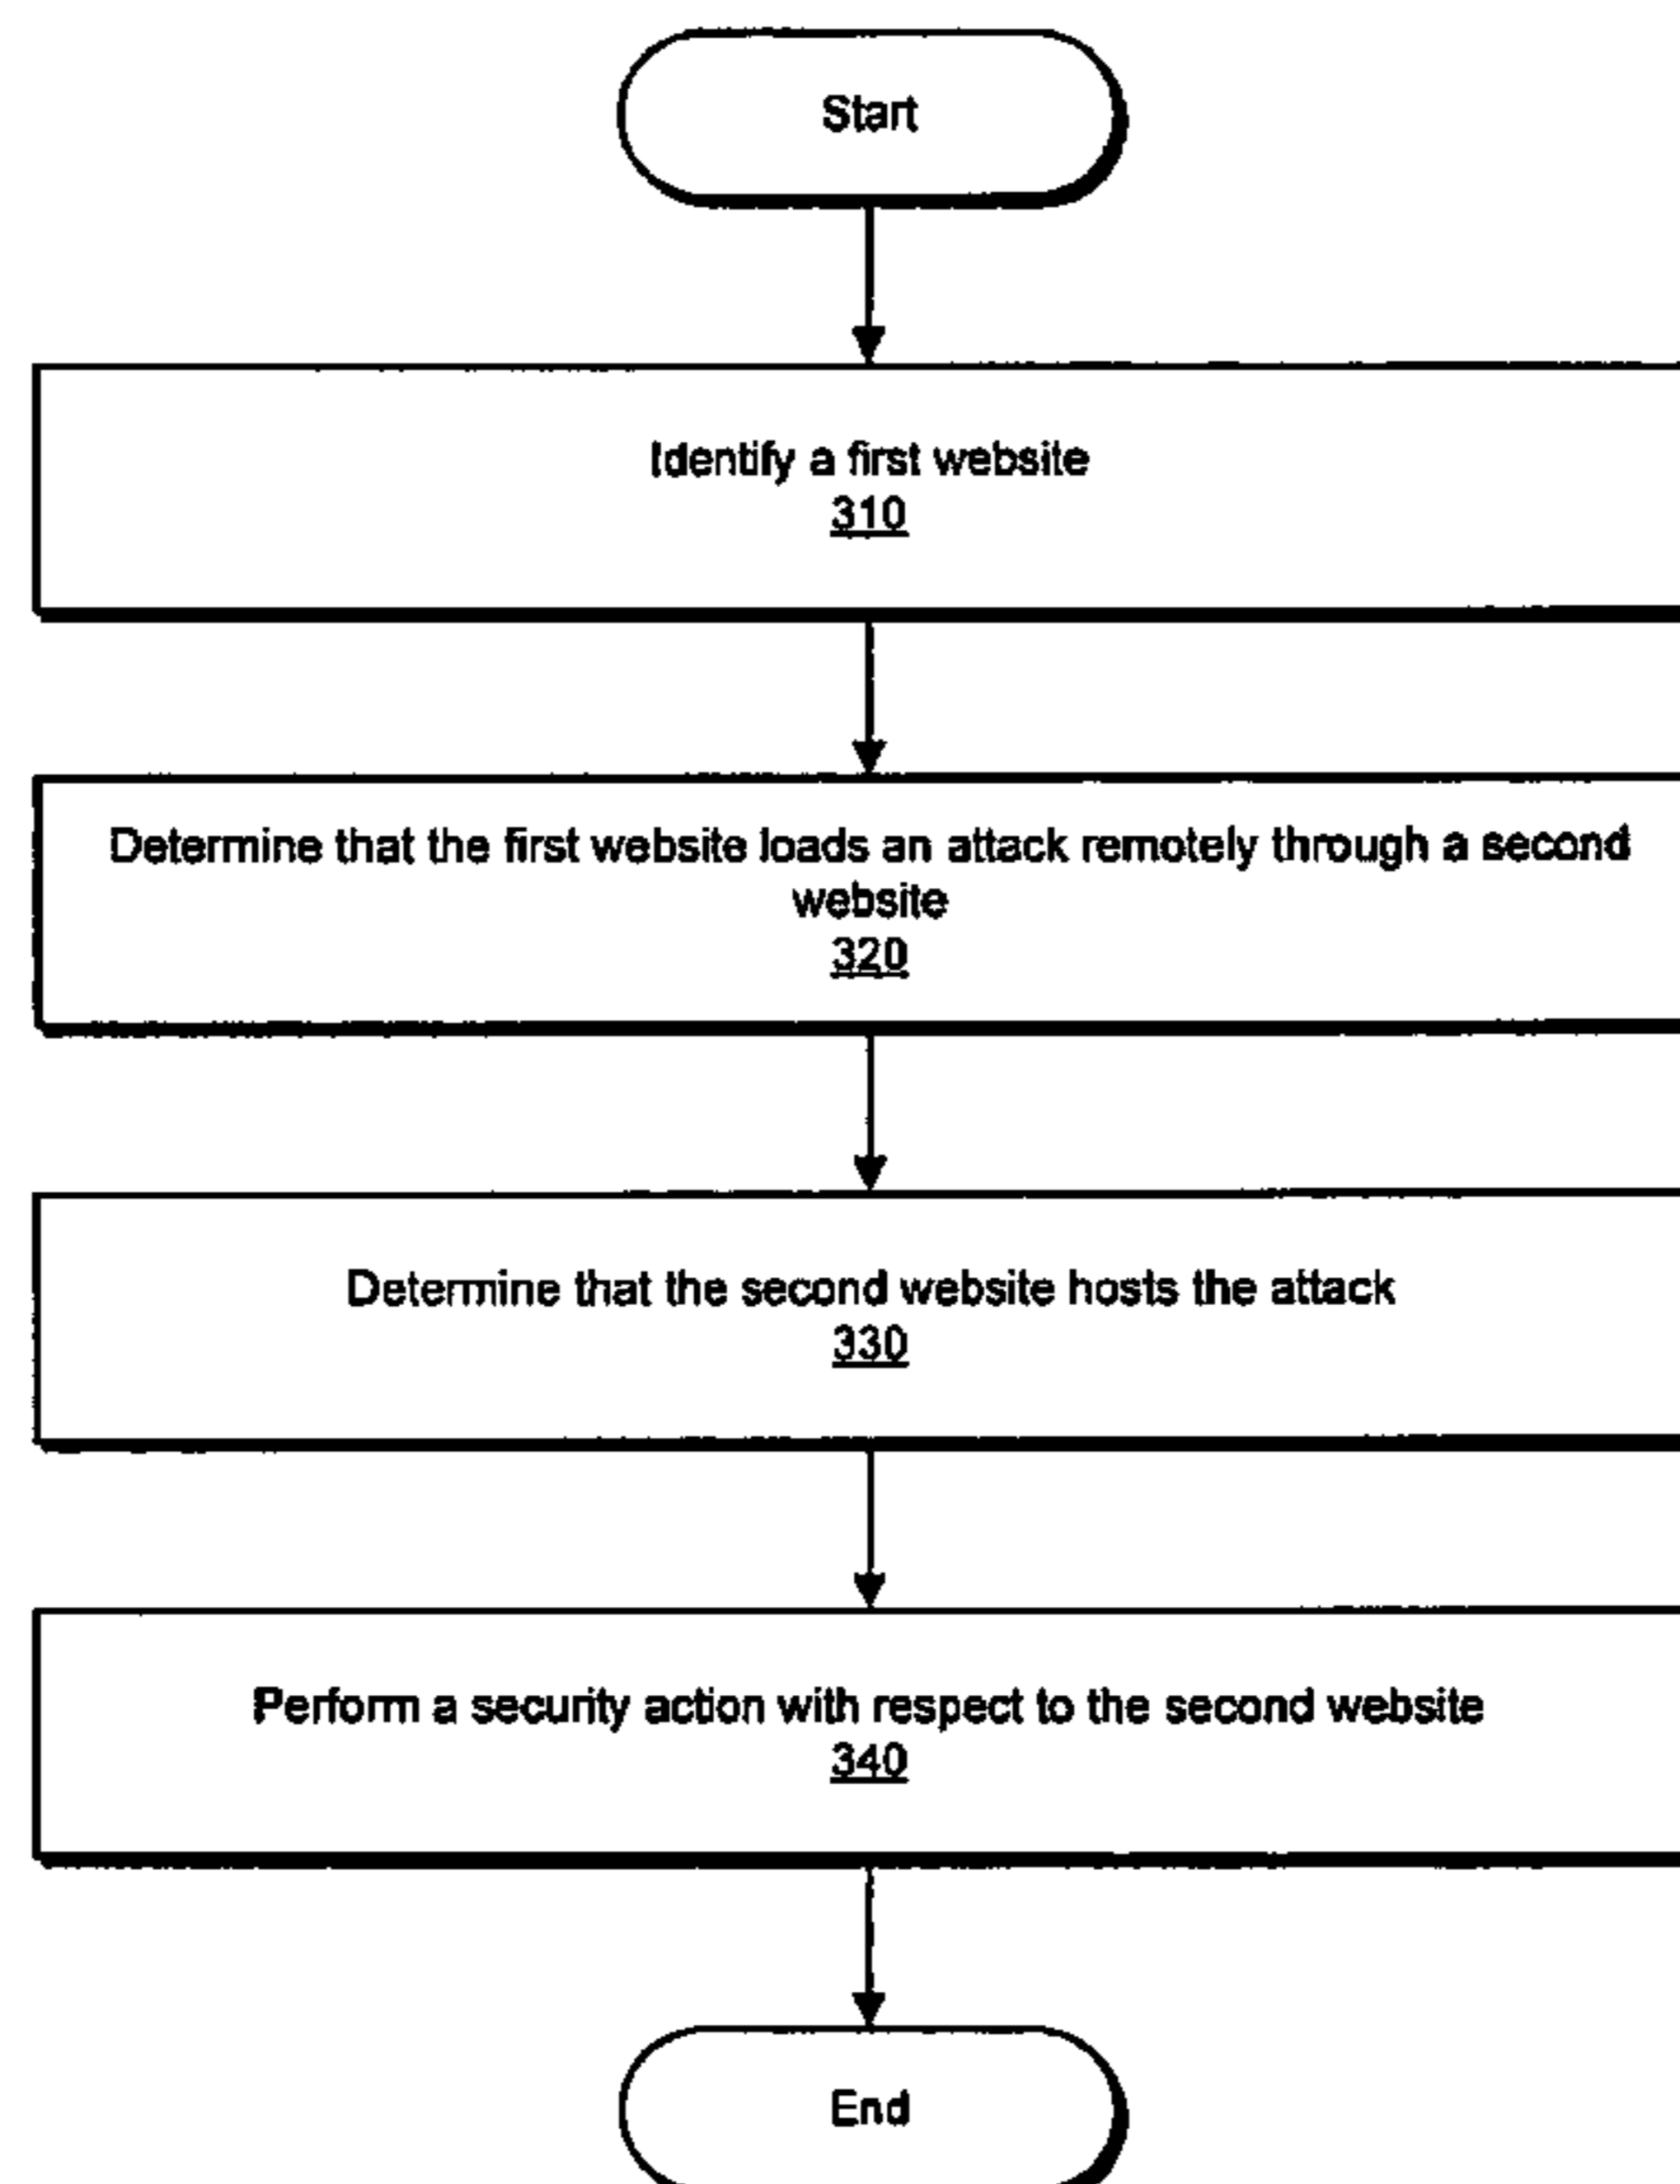 Start
Identify a first website
310
Determine that the first website loads an attack remotely through a second
website
320
Determine that the second website hosts the attack
330
Perform a security action with respect to the second website
340
End